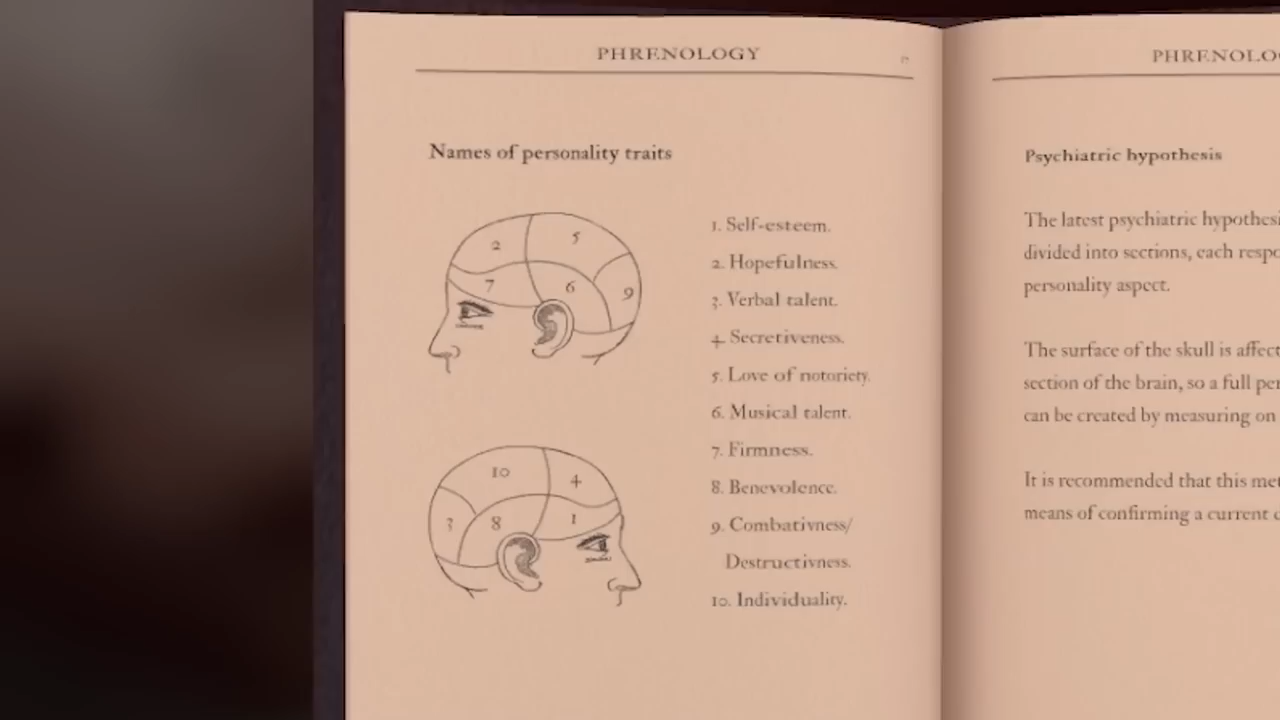 PHRENOLOGY
Names of personality traits
2
5
7
6
9
10
4
3
8
1
1. Self-esteem.
2. Hopefulness.
3. Verbal talent.
4. Secretiveness.
5. Love of notoriety.
6. Musical talent.
7. Firmness.
8. Benevolence.
9. Combativness/
Destructivness.
10. Individuality.
PHRENOLO
Psychiatric hypothesis
The latest psychiatric hypothesi
divided into sections, each resp
personality aspect.
The surface of the skull is affect
section of the brain, so a full per
can be created by measuring on
It is recommended that this met
means of confirming a current